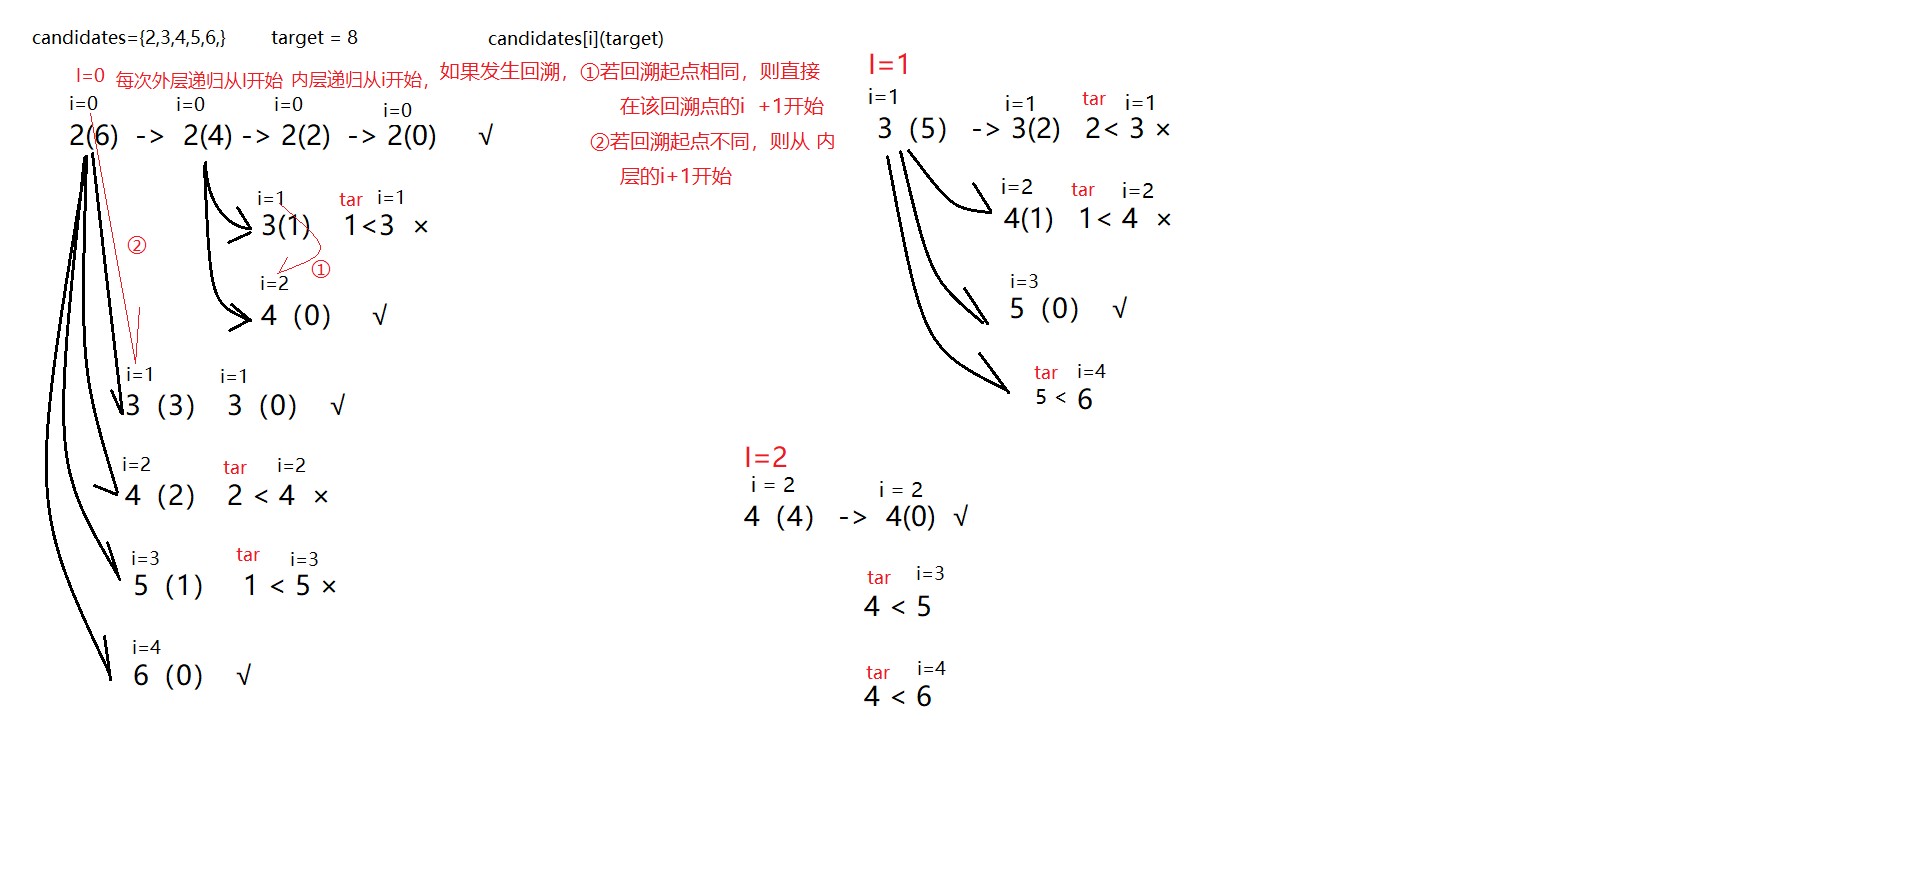 candidates={2,3,4,5,6,} target = 8 candidates[i](target)
I=0 每次外层递归从I开始 内层递归从i开始，如果发生回溯，①若回溯起点相同，则直接
在该回溯点的i +1开始
②若回溯起点不同，则从 内
层的i+1开始
i=0 i=0 i=0 i=0
2(6) -> 2(4) -> 2(2) -> 2(0) √
i=1 tar i=1
3(1) 1<3 ×
②
①
i=2
4（0） √
i=1 i=1
3（3） 3（0） √
i=2 tar i=2
4（2） 2 < 4 ×
i=3 tar i=3
5（1） 1 < 5 ×
i=4
6（0） √
I=1
i=1 i=1 tar i=1
3（5） -> 3(2) 2< 3 ×
i=2 tar i=2
4(1) 1< 4 ×
i=3
5（0） √
tar i=4
5 < 6
I=2
i = 2 i = 2
4（4） -> 4(0) √
tar i=3
4 < 5
tar i=4
4 < 6